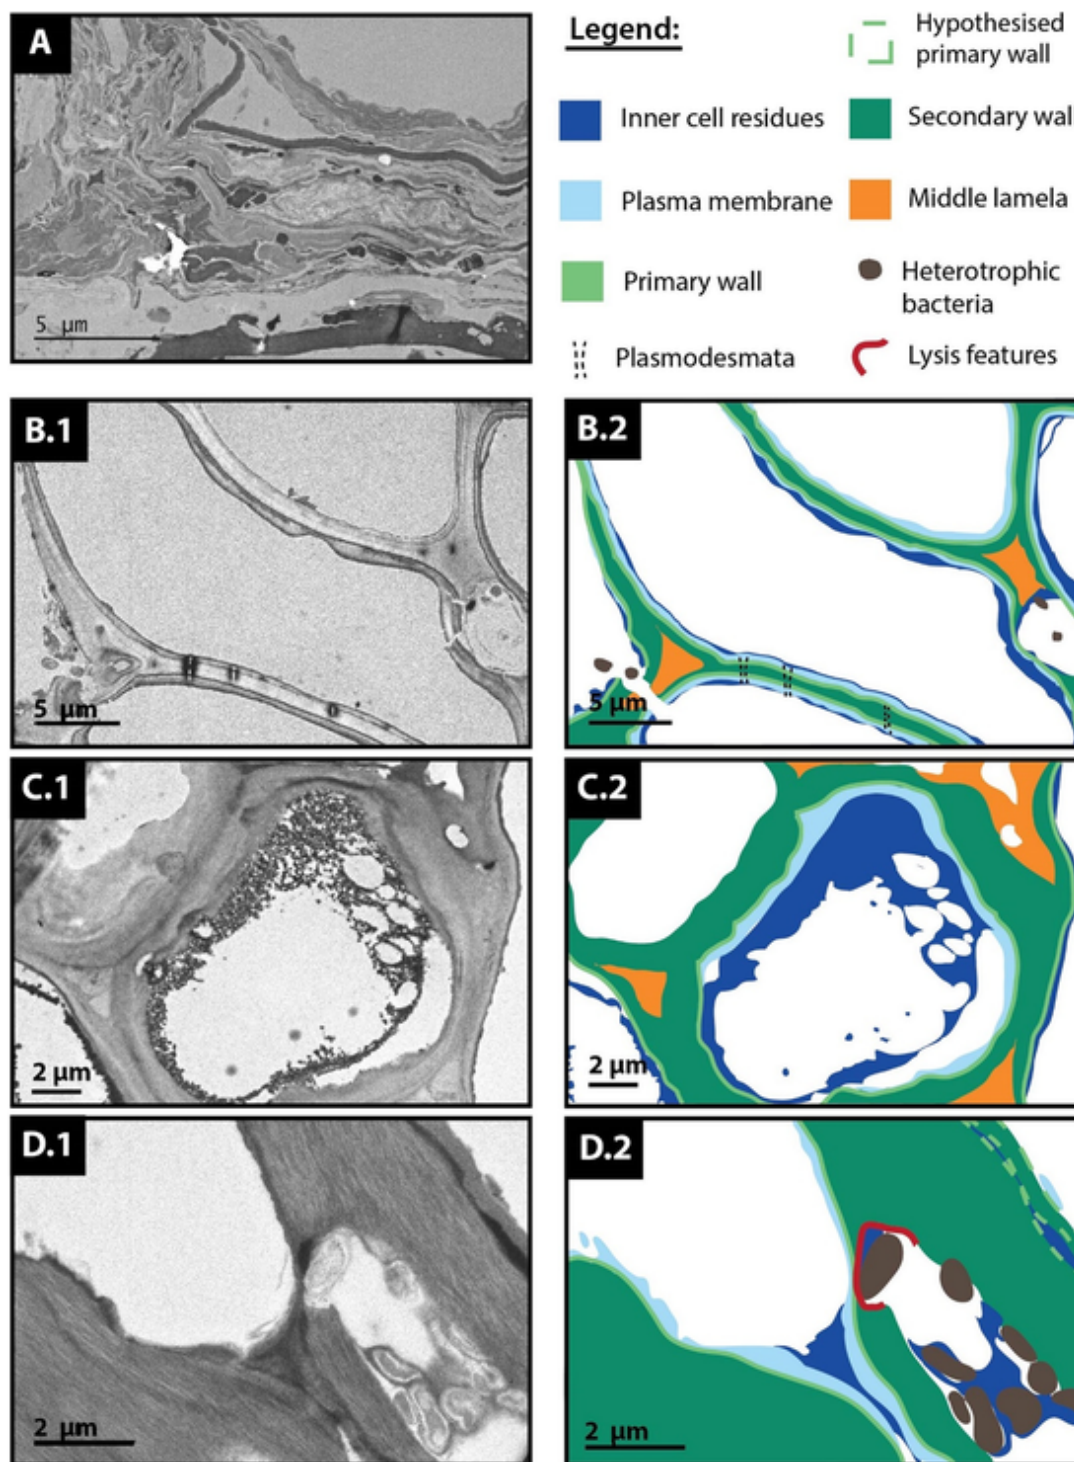 A
5 µm
Legend:
Hypothesised
primary wall
Inner cell residues
Secondary wall
Plasma membrane
Middle lamela
Primary wall
Heterotrophic
bacteria
Plasmodesmata
Lysis features
B.1
5 µm
B.2
5 µm
C.1
2 µm
C.2
2 µm
D.1
2 µm
D.2
2 µm